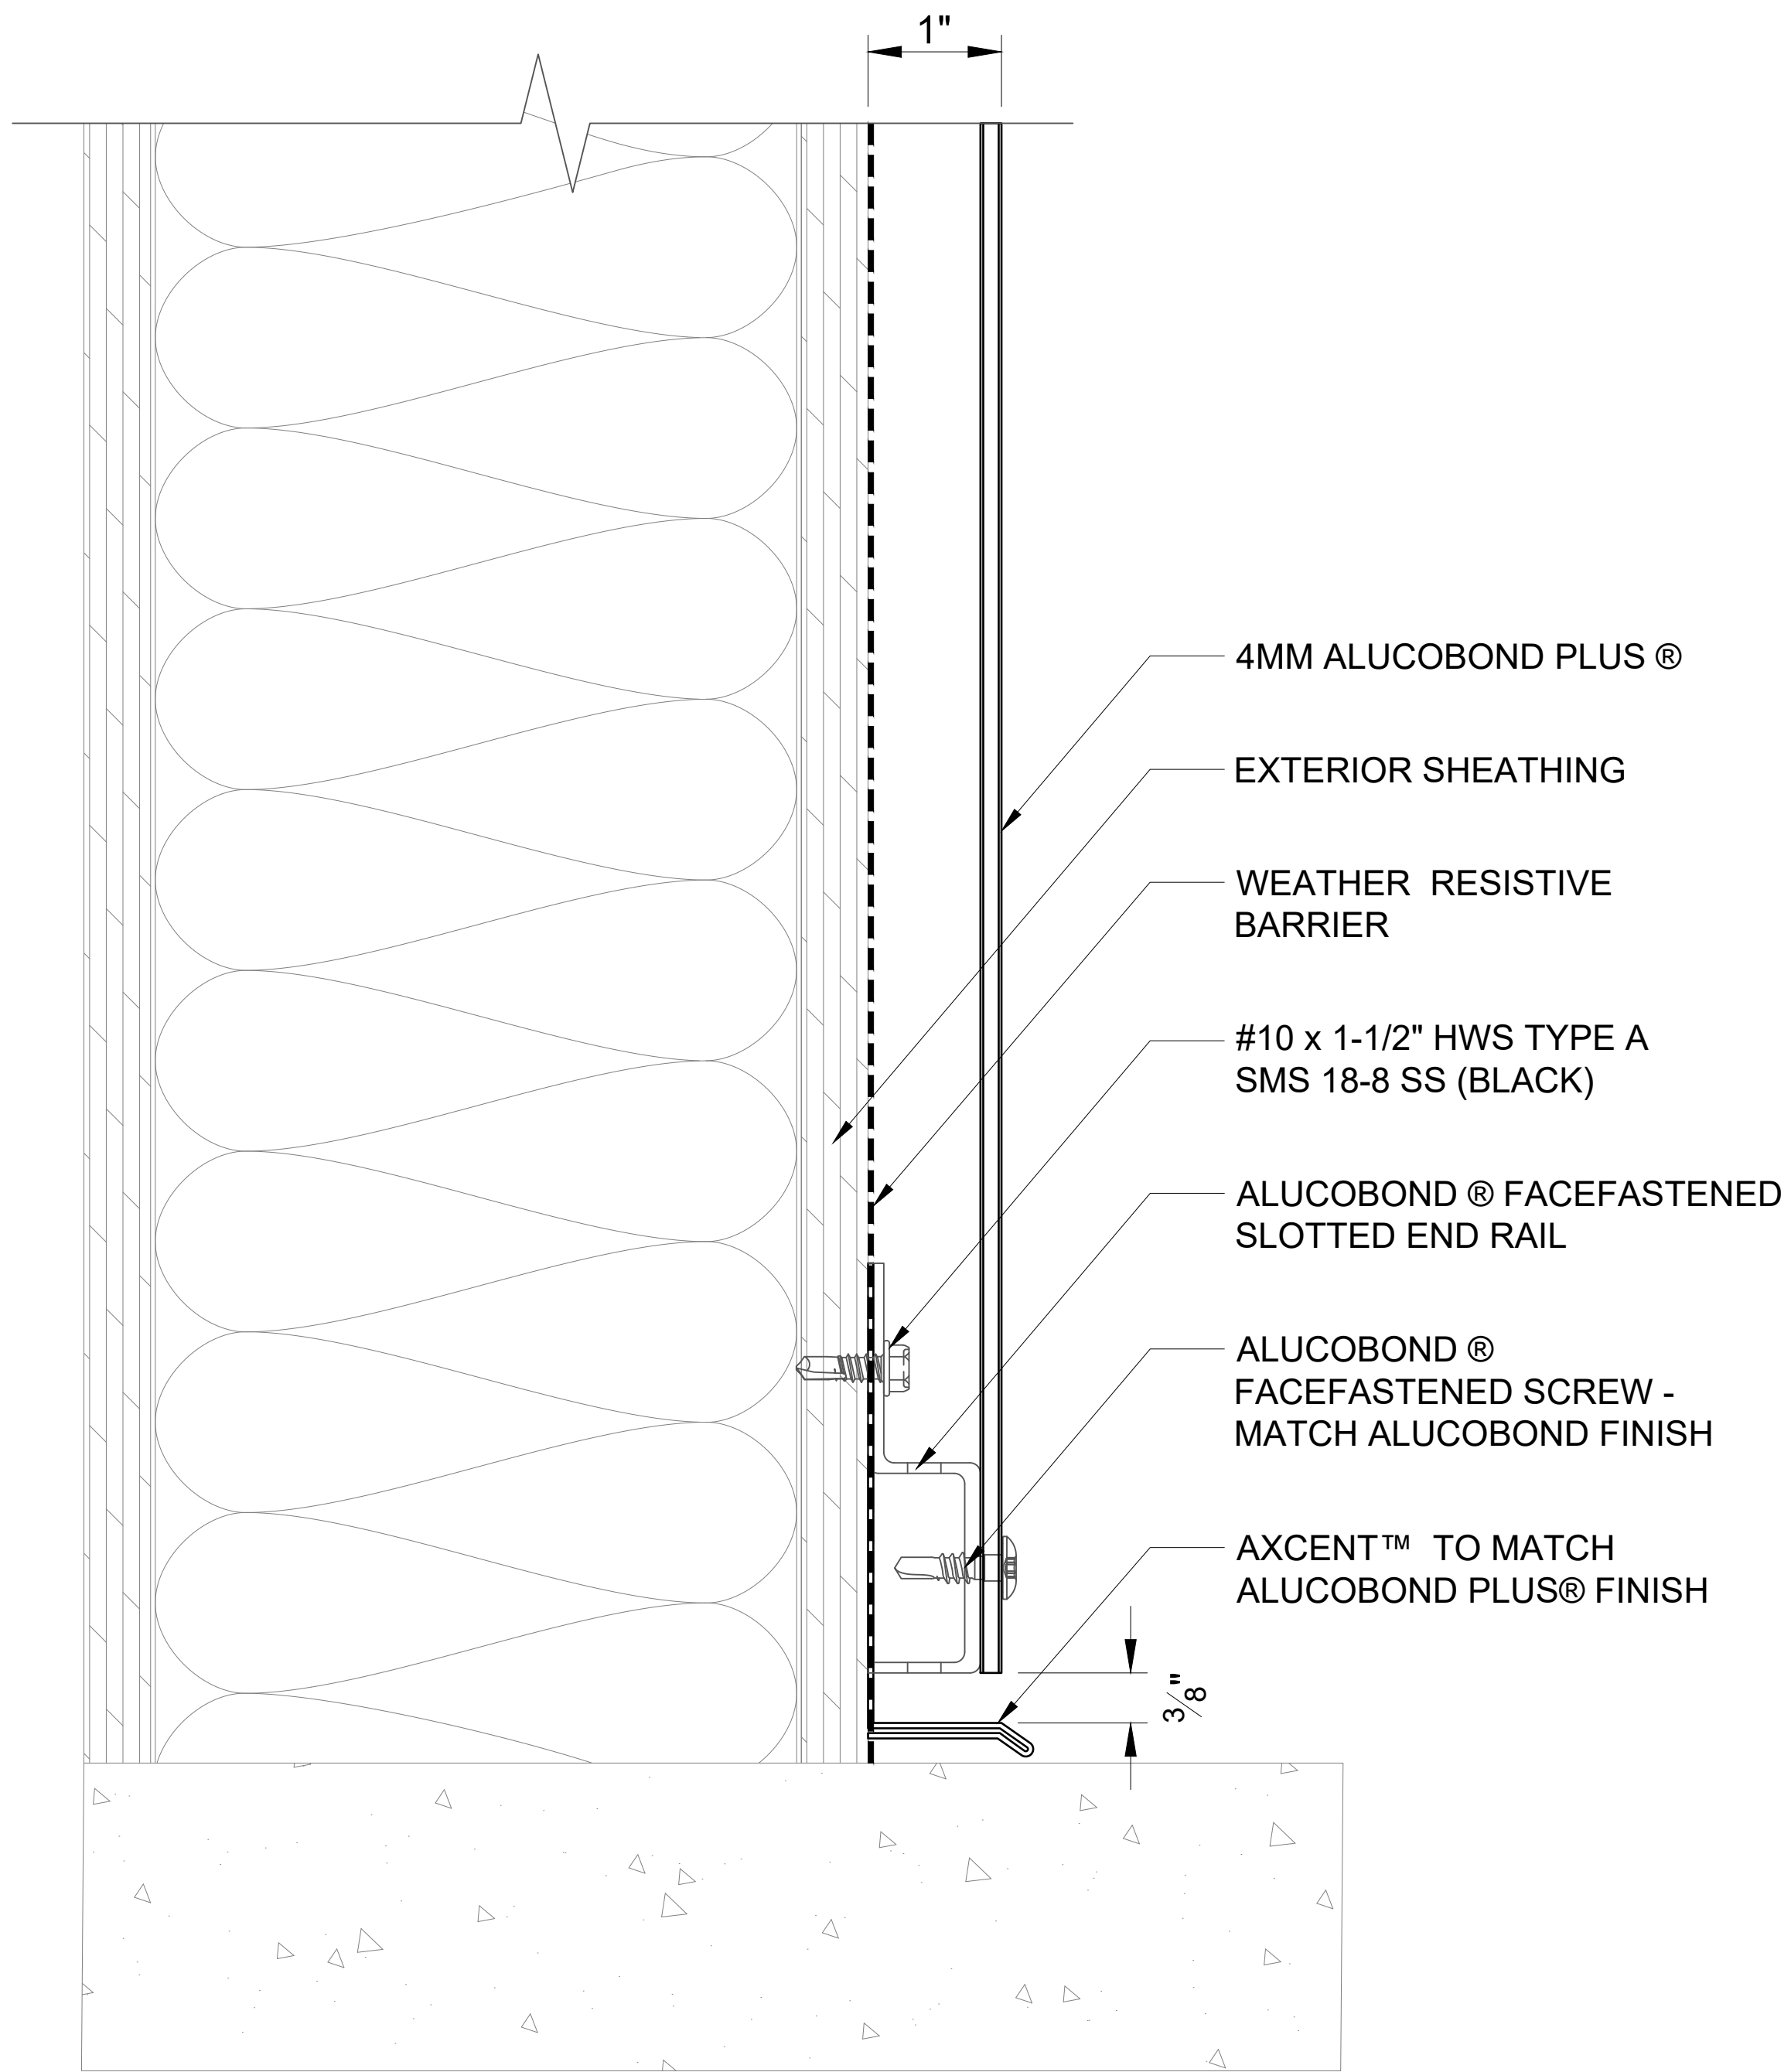 1"
4MM ALUCOBOND PLUS ®
EXTERIOR SHEATHING
WEATHER RESISTIVE
BARRIER
#10 x 1-1/2" HWS TYPE A
SMS 18-8 SS (BLACK)
ALUCOBOND ® FACEFASTENED
SLOTTED END RAIL
ALUCOBOND ®
FACEFASTENED SCREW -
MATCH ALUCOBOND FINISH
AXCENT™ TO MATCH
ALUCOBOND PLUS® FINISH
3/8"